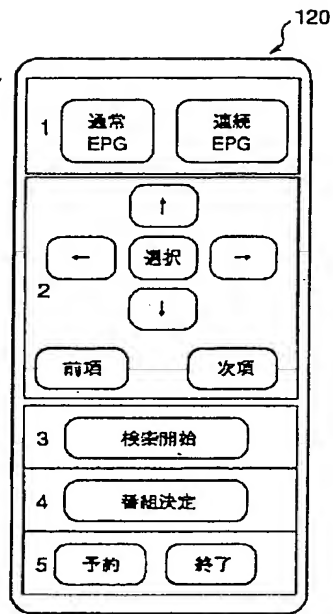 120
1
通常
EPG
連続
EPG
↑
← 選択 →
2
↓
前項 次項
3 検索開始
4 番組決定
5 予約 終了